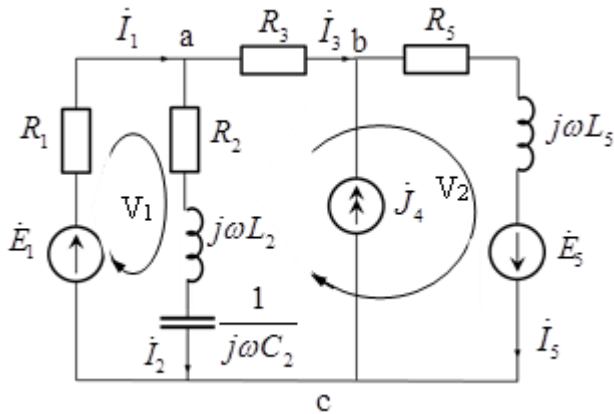 İ₁ a R₃ İ₃ b R₅
R₁ R₂ jωL₅
V1 V2
Ė₁ jωL₂ J̇₄ Ė₅
İ₂ 1/jωC₂ İ₅
c